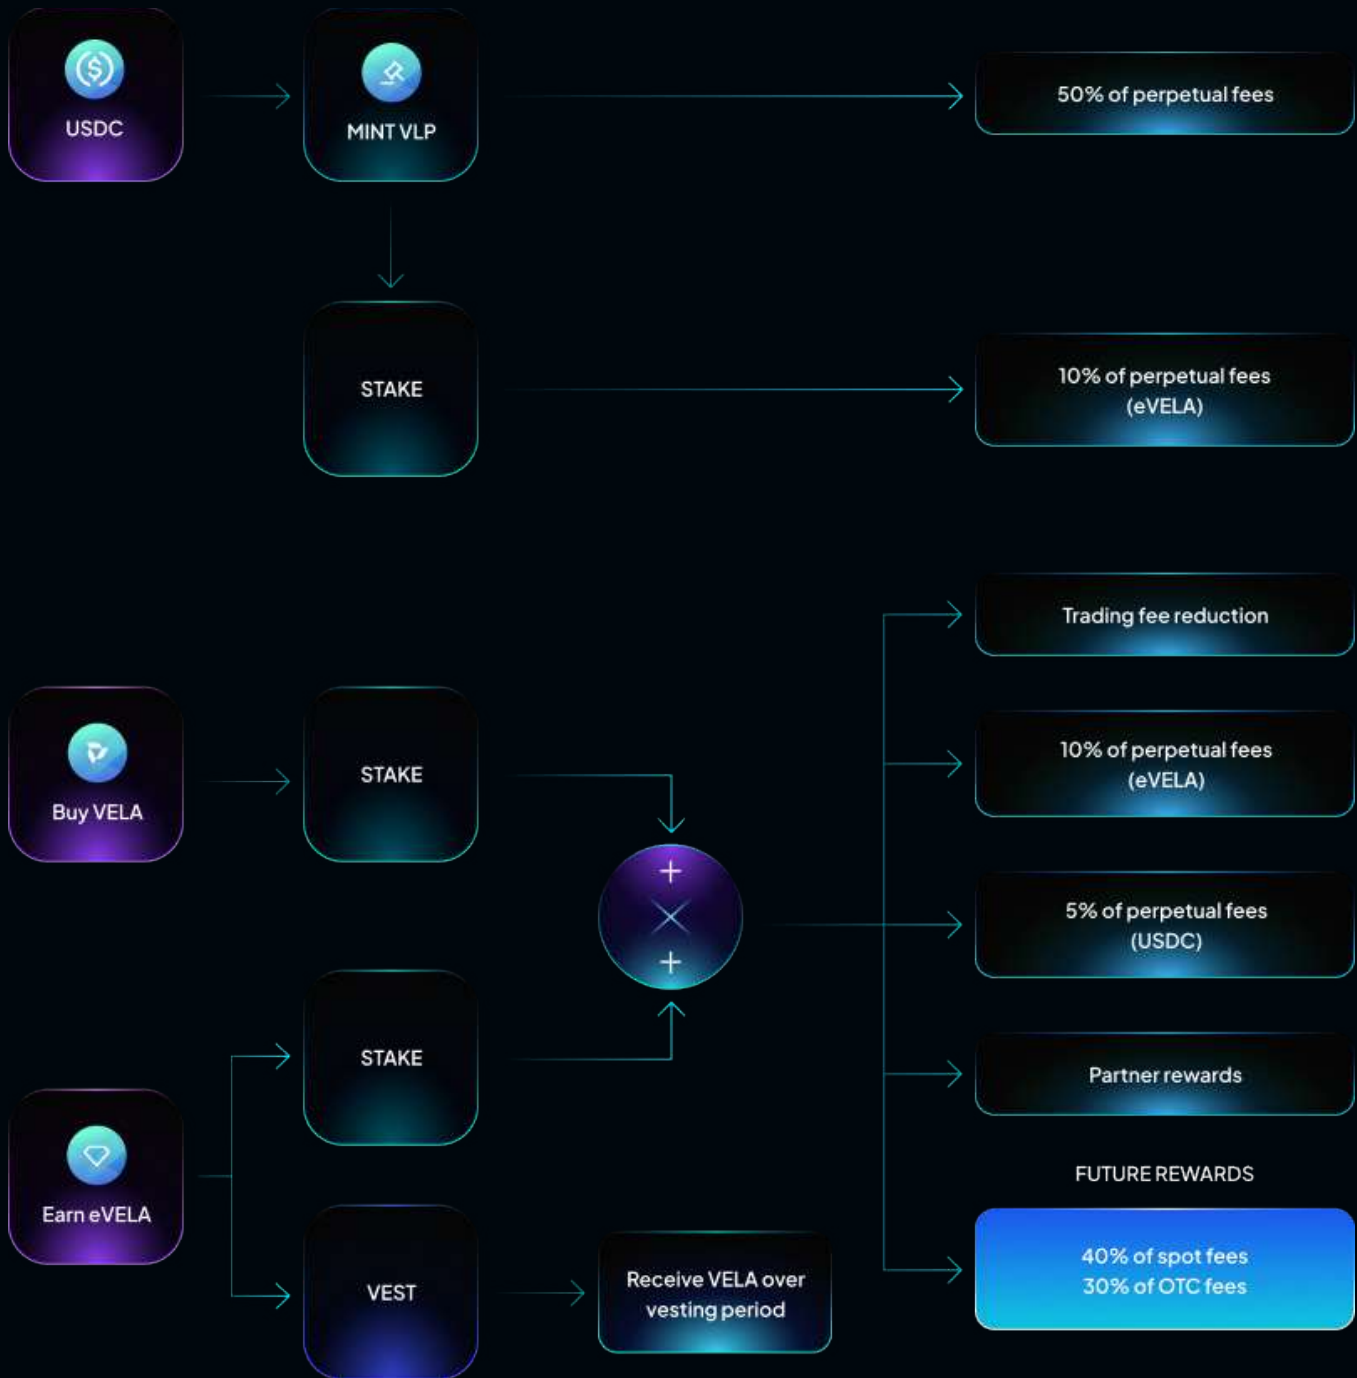 USDC
MINT VLP
50% of perpetual fees
STAKE
10% of perpetual fees
(eVELA)
Trading fee reduction
Buy VELA
STAKE
10% of perpetual fees
(eVELA)
5% of perpetual fees
(USDC)
STAKE
Partner rewards
Earn eVELA
FUTURE REWARDS
VEST
Receive VELA over
vesting period
40% of spot fees
30% of OTC fees